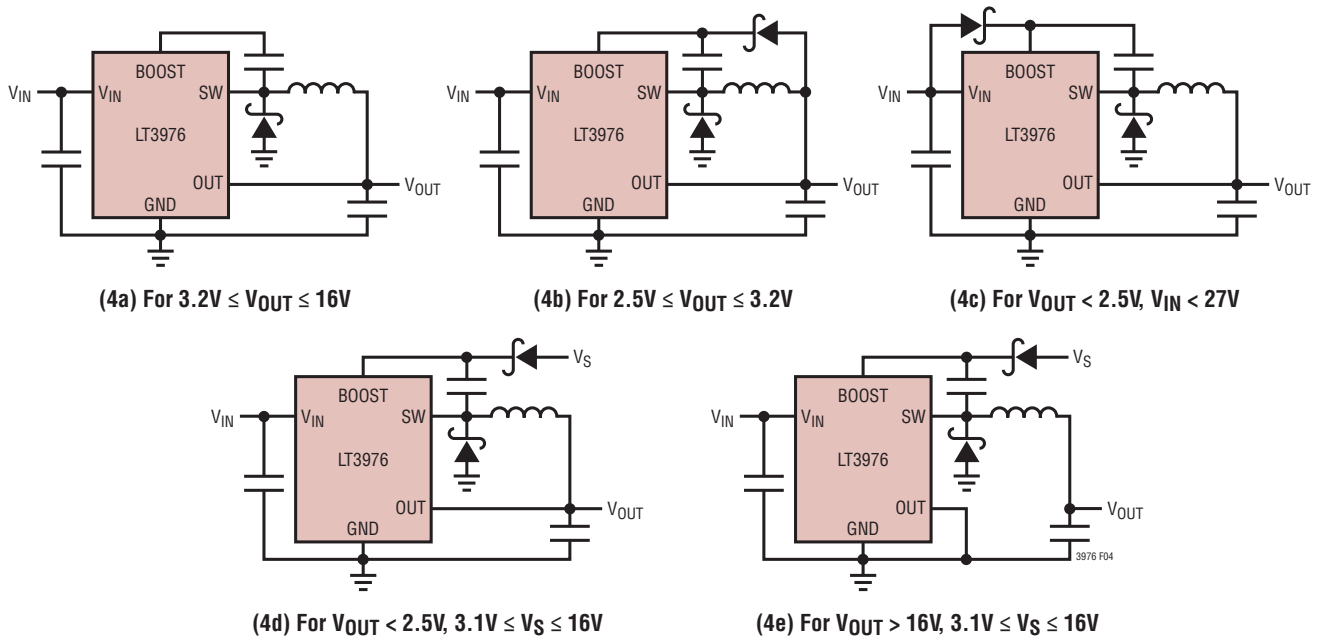 BOOST
V_IN
V_IN
SW
LT3976
OUT
V_OUT
GND
(4a) For 3.2V ≤ V_OUT ≤ 16V
BOOST
V_IN
V_IN
SW
LT3976
OUT
V_OUT
GND
(4b) For 2.5V ≤ V_OUT ≤ 3.2V
BOOST
V_IN
V_IN
SW
LT3976
OUT
V_OUT
GND
(4c) For V_OUT < 2.5V, V_IN < 27V
V_S
BOOST
V_IN
V_IN
SW
LT3976
OUT
V_OUT
GND
(4d) For V_OUT < 2.5V, 3.1V ≤ V_S ≤ 16V
V_S
BOOST
V_IN
V_IN
SW
LT3976
OUT
V_OUT
GND
3976 F04
(4e) For V_OUT > 16V, 3.1V ≤ V_S ≤ 16V